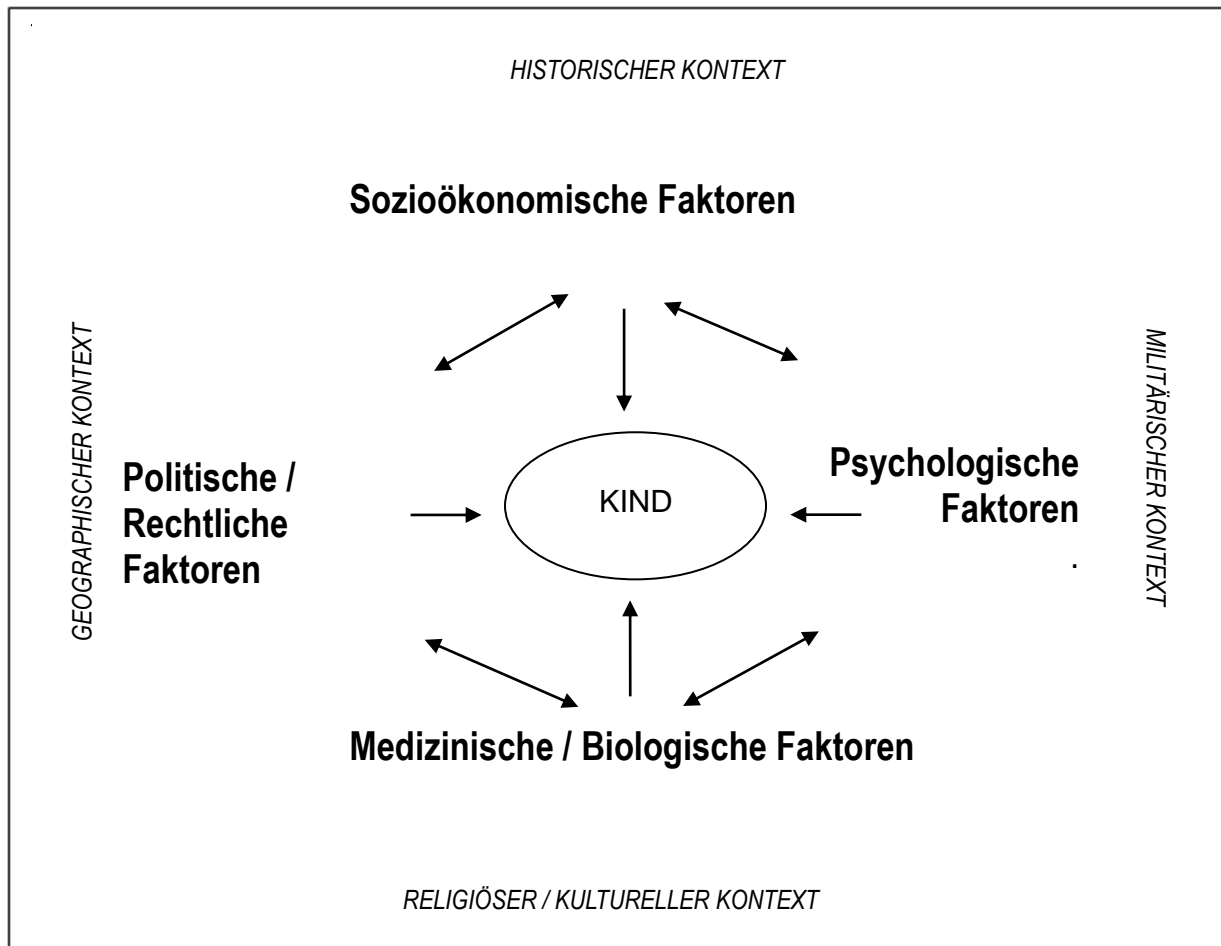 HISTORISCHER KONTEXT
Sozioökonomische Faktoren
GEOGRAPHISCHER KONTEXT
Politische /
Rechtliche
Faktoren
KIND
Psychologische
Faktoren
.
MILITÄRISCHER KONTEXT
Medizinische / Biologische Faktoren
RELIGIÖSER / KULTURELLER KONTEXT